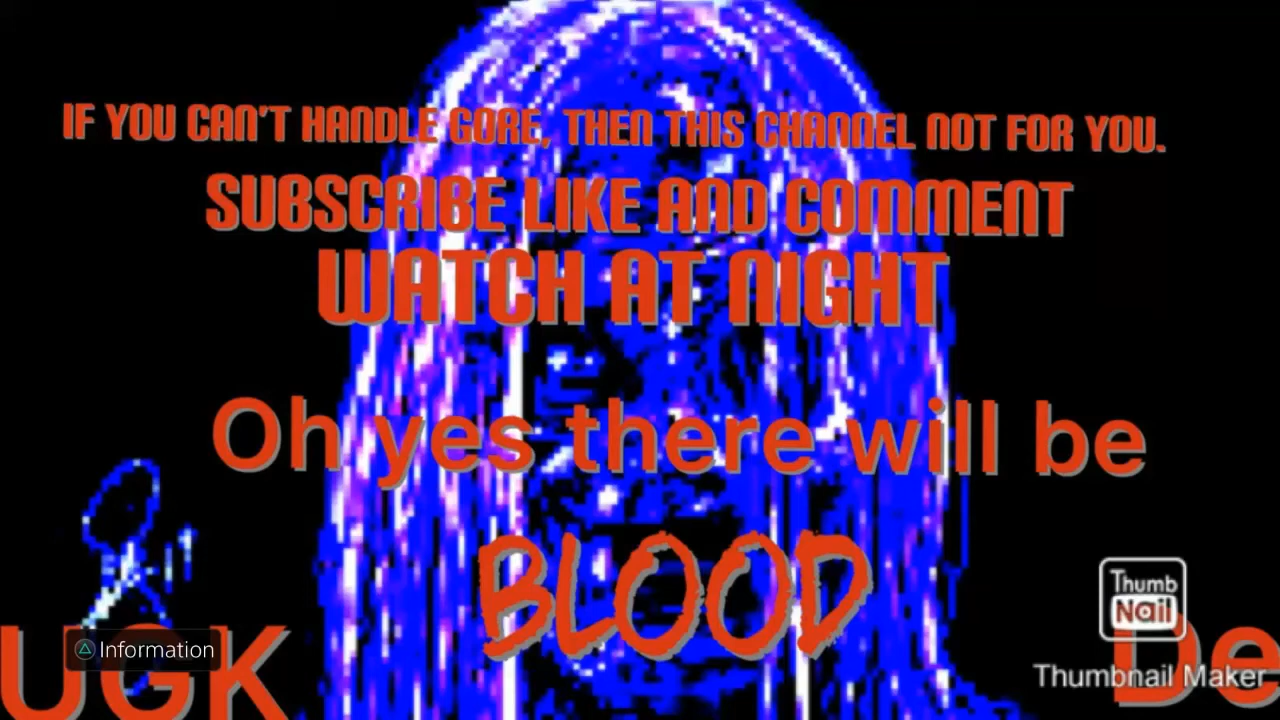 IF YOU CAN'T HANDLE GORE, THEN THIS CHANNEL NOT FOR YOU.
SUBSCRIBE LIKE AND COMMENT
WATCH AT NIGHT
Oh yes there will be
BLOOD
Thumb
Nail
Information
UGK
De
Thumbnail Maker